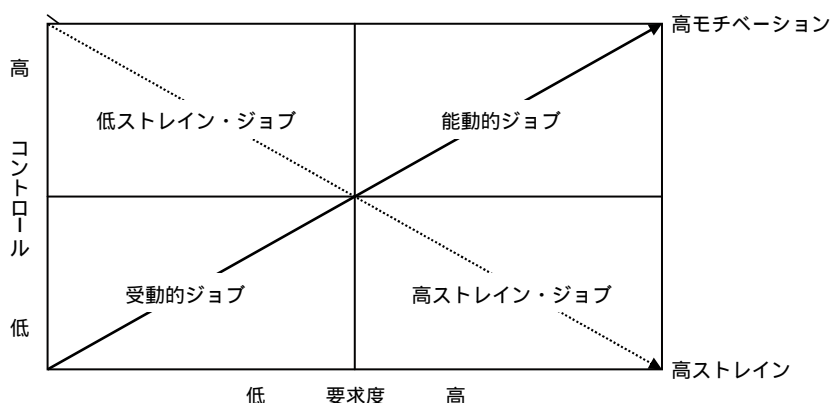 高モチベーション
高
低ストレイン・ジョブ
能動的ジョブ
コントロール
受動的ジョブ
高ストレイン・ジョブ
低
高ストレイン
低 要求度 高